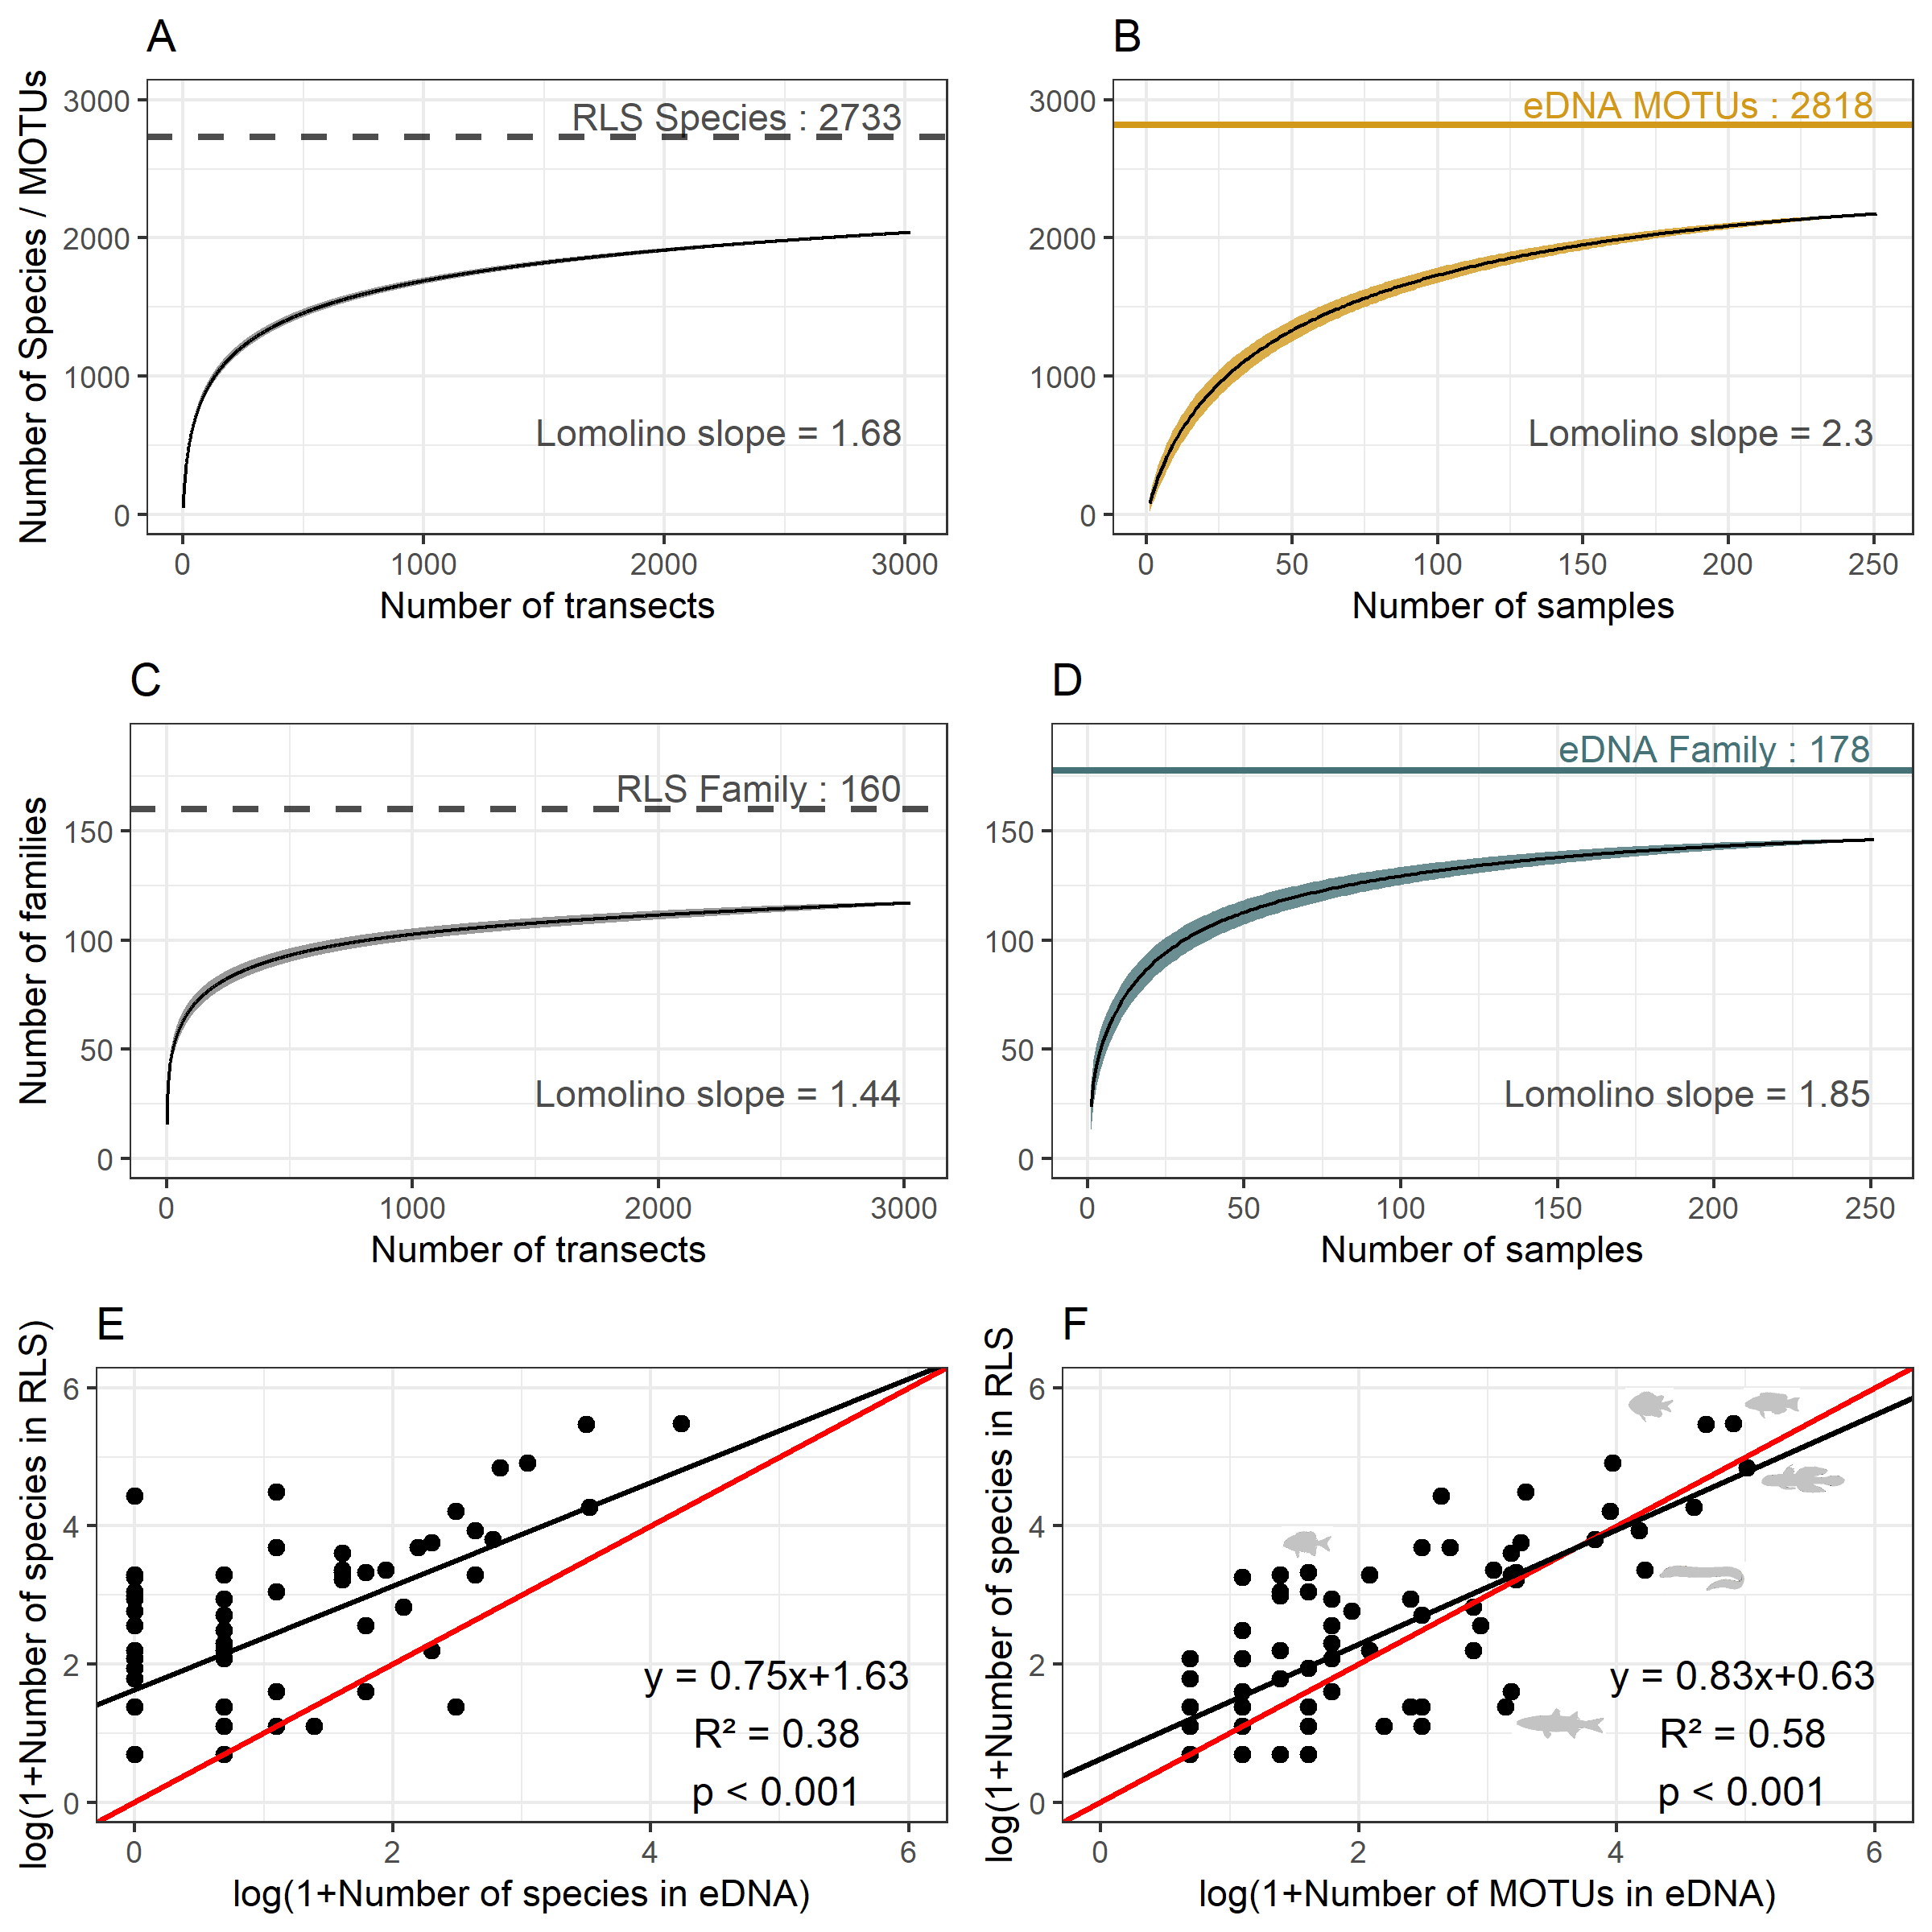 A
Number of Species / MOTUs
3000
2000
1000
0
RLS Species : 2733
Lomolino slope = 1.68
0 1000 2000 3000
Number of transects
B
3000
2000
1000
0
eDNA MOTUs : 2818
Lomolino slope = 2.3
0 50 100 150 200 250
Number of samples
C
Number of families
150
100
50
0
RLS Family : 160
Lomolino slope = 1.44
0 1000 2000 3000
Number of transects
D
150
100
50
0
eDNA Family : 178
Lomolino slope = 1.85
0 50 100 150 200 250
Number of samples
E
log(1+Number of species in RLS)
6
4
2
0
y = 0.75x+1.63
R² = 0.38
p < 0.001
0 2 4 6
log(1+Number of species in eDNA)
F
log(1+Number of species in RLS
6
4
2
0
y = 0.83x+0.63
R² = 0.58
p < 0.001
0 2 4 6
log(1+Number of MOTUs in eDNA)